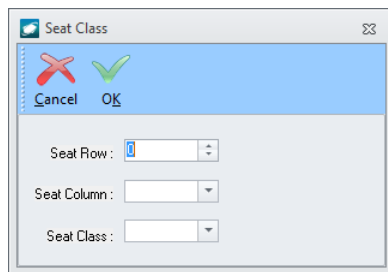 Seat Class
Cancel OK
Seat Row : 0
Seat Column :
Seat Class :